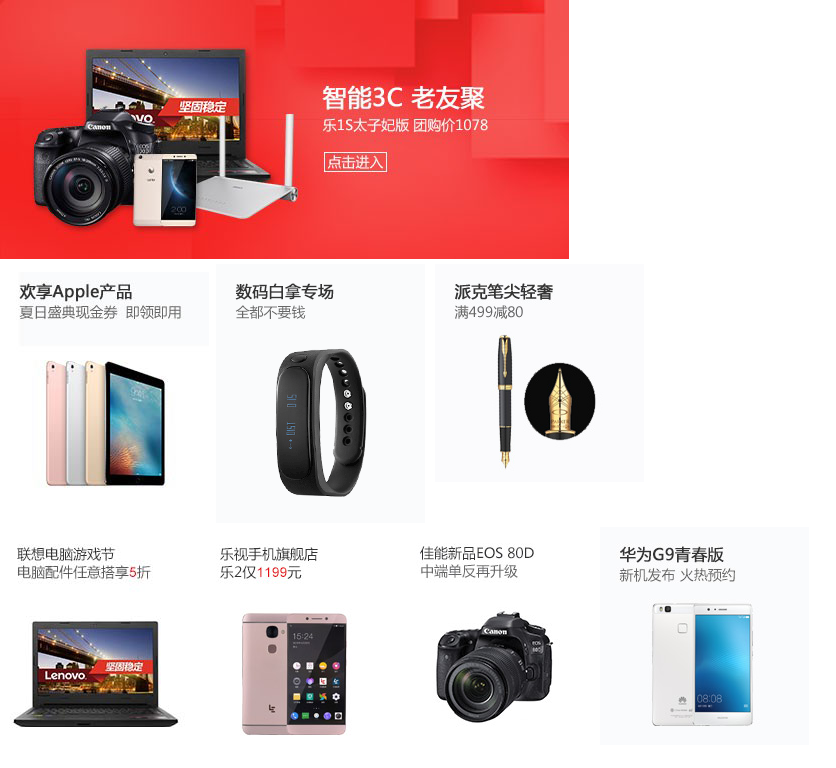 智能3C 老友聚
乐1S太子妃版 团购价1078
点击进入
坚固稳定
Canon
欢享Apple产品
夏日盛典现金券 即领即用
数码白拿专场
全都不要钱
派克笔尖轻奢
满499减80
联想电脑游戏节
电脑配件任意搭享5折
坚固稳定
Lenovo.
乐视手机旗舰店
乐2仅1199元
15:24
佳能新品EOS 80D
中端单反再升级
Canon
EOS
华为G9青春版
新机发布 火热预约
08:08